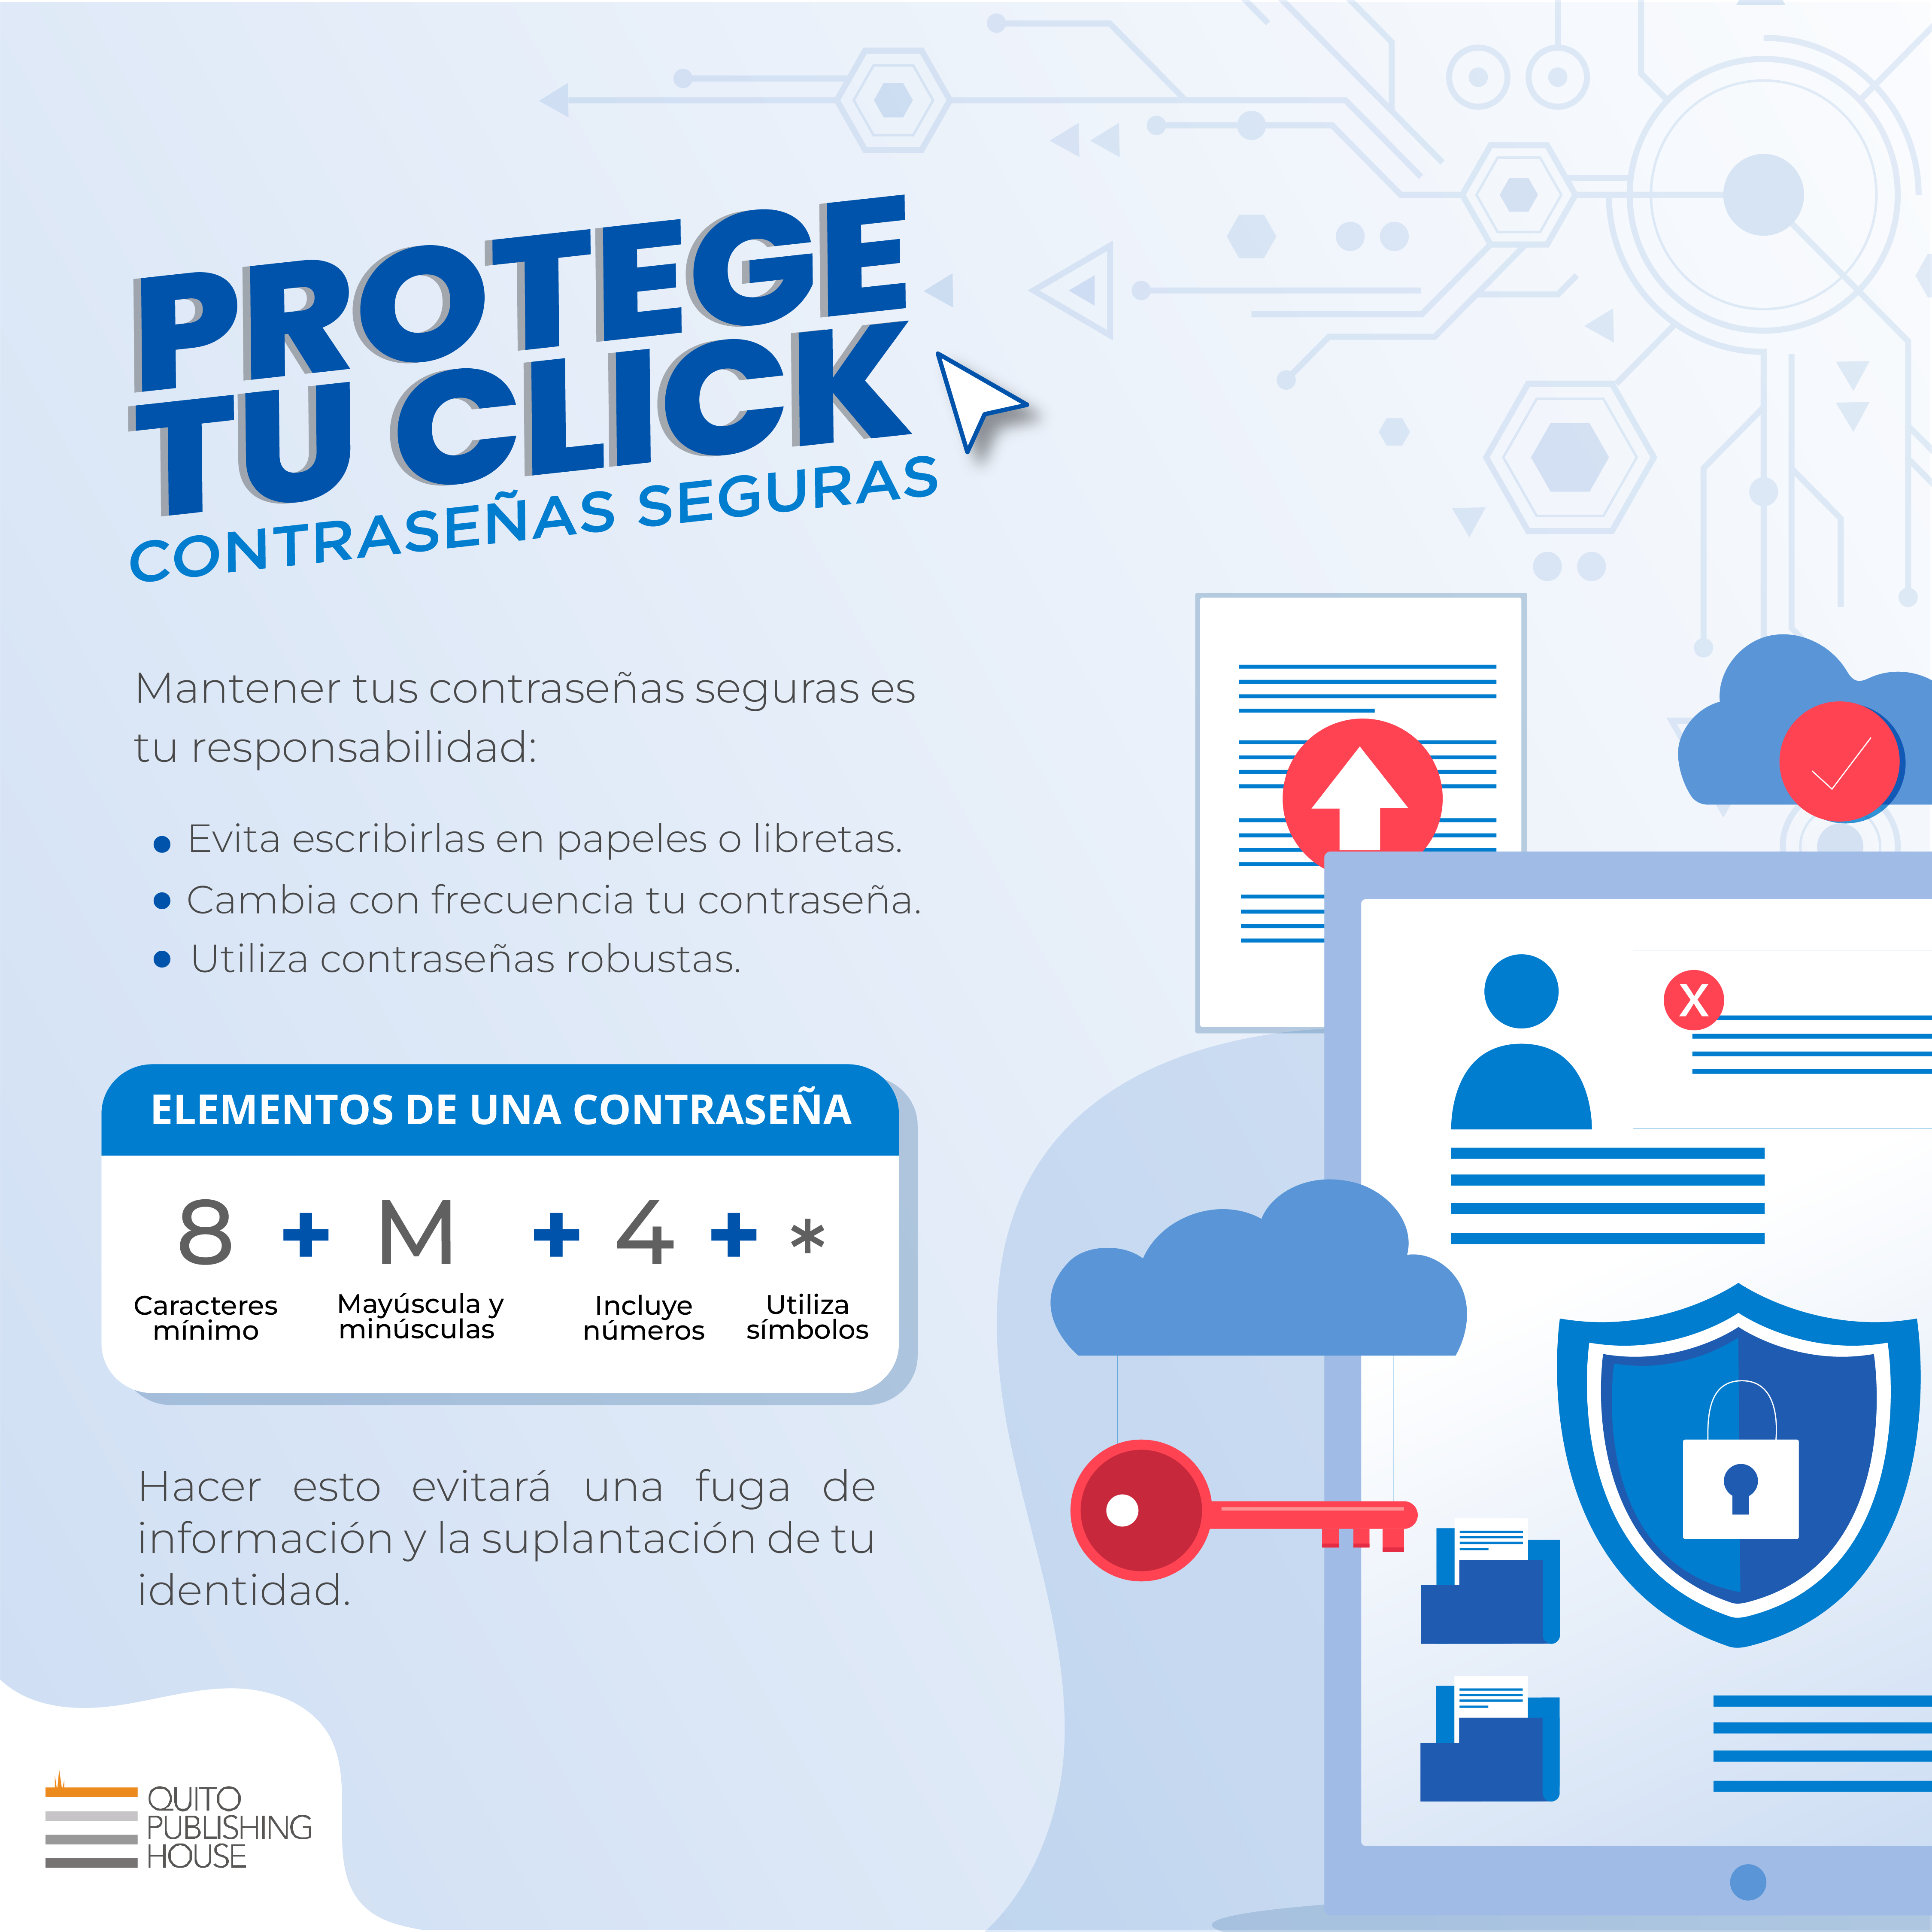 PROTEGE
TU CLICK
CONTRASEÑAS SEGURAS
Mantener tus contraseñas seguras es
tu responsabilidad:
• Evita escribirlas en papeles o libretas.
• Cambia con frecuencia tu contraseña.
• Utiliza contraseñas robustas.
ELEMENTOS DE UNA CONTRASEÑA
8 + M + 4 + *
Caracteres mínimo
Mayúscula y minúsculas
Incluye números
Utiliza símbolos
Hacer esto evitará una fuga de
información y la suplantación de tu
identidad.
X
QUITO
PUBLISHING
HOUSE